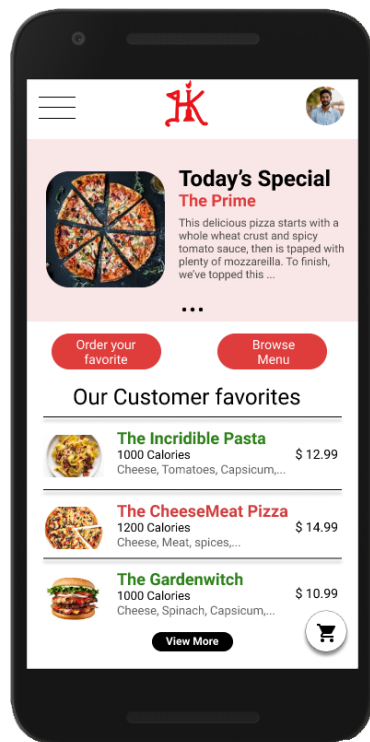 HK
Today's Special
The Prime
This delicious pizza starts with a
whole wheat crust and spicy
tomato sauce, then is tpaped with
plenty of mozzareilla. To finish,
we've topped this ...
Order your
favorite
Browse
Menu
Our Customer favorites
The Incridible Pasta
1000 Calories
$ 12.99
Cheese, Tomatoes, Capsicum,...
The CheeseMeat Pizza
1200 Calories
$ 14.99
Cheese, Meat, spices,...
The Gardenwitch
1000 Calories
$ 10.99
Cheese, Spinach, Capsicum,...
View More